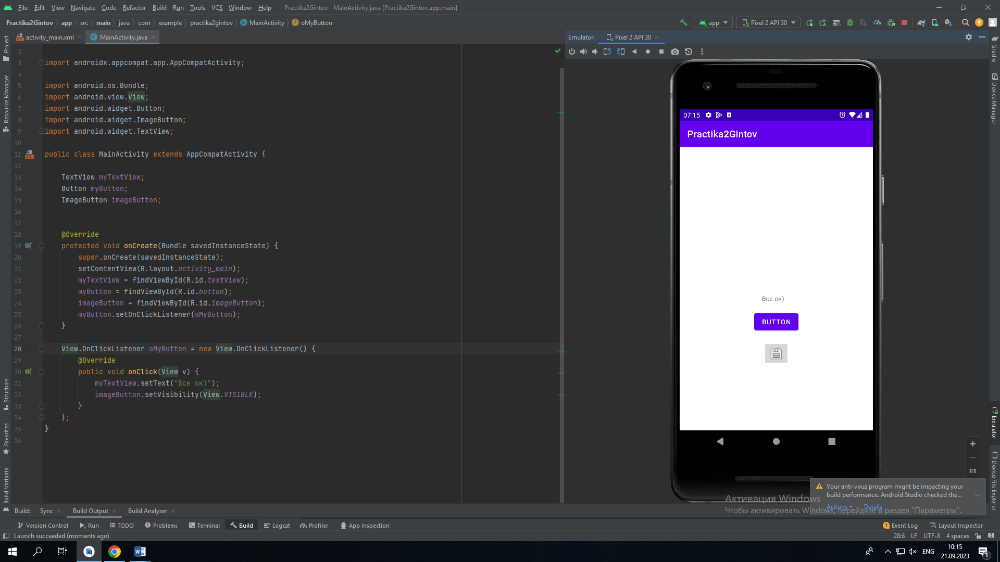 File Edit View Navigate Code Refactor Build Run Tools VCS Window Help Practika2Gintov - MainActivity.java [Practika2Gintov.app.main]
Practika2Gintov app src main java com example practika2gintov MainActivity oMyButton
app Pixel 2 API 30
activity_main.xml MainActivity.java
Emulator: Pixel 2 API 30
2
3 import androidx.appcompat.app.AppCompatActivity;
4
5 import android.os.Bundle;
6 import android.view.View;
7 import android.widget.Button;
8 import android.widget.ImageButton;
9 import android.widget.TextView;
10
11 public class MainActivity extends AppCompatActivity {
12
13 TextView myTextView;
14 Button myButton;
15 ImageButton imageButton;
16
17
18 @Override
19 protected void onCreate(Bundle savedInstanceState) {
20 super.onCreate(savedInstanceState);
21 setContentView(R.layout.activity_main);
22 myTextView = findViewById(R.id.textView);
23 myButton = findViewById(R.id.button);
24 imageButton = findViewById(R.id.imageButton);
25 myButton.setOnClickListener(oMyButton);
26 }
27
28 View.OnClickListener oMyButton = new View.OnClickListener() {
29 @Override
30 public void onClick(View v) {
31 myTextView.setText("Все ок)");
32 imageButton.setVisibility(View.VISIBLE);
33 }
34 };
35 }
36
Project
Resource Manager
Structure
Favorites
Build Variants
07:15
Practika2Gintov
Все ок)
BUTTON
Gradle
Device Manager
Emulator
Device File Explorer
1:1
Your anti-virus program might be impacting your
build performance. Android Studio checked the...
Actions Details
Активация Windows
Чтобы активировать Windows, перейдите в раздел "Параметры".
Build: Sync Build Output Build Analyzer
Version Control Run TODO Problems Terminal Build Logcat Profiler App Inspection
1 Event Log Layout Inspector
Launch succeeded (moments ago)
28:6 LF UTF-8 4 spaces
ENG
10:15
21.09.2023
1